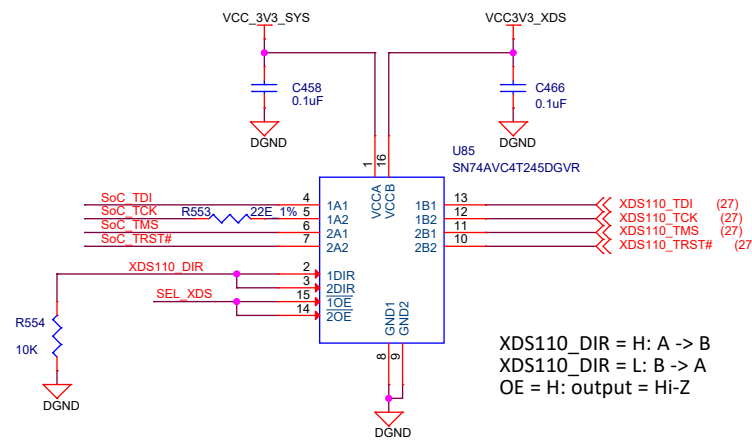 VCC_3V3_SYS
VCC3V3_XDS
C458
0.1uF
C466
0.1uF
DGND
DGND
U85
SN74AVC4T245DGVR
1
16
VCCA
VCCB
SoC_TDI
4
1A1
1B1
13
XDS110_TDI (27)
SoC_TCK
R553
22E_1%
5
1A2
1B2
12
XDS110_TCK (27)
SoC_TMS
6
2A1
2B1
11
XDS110_TMS (27)
SoC_TRST#
7
2A2
2B2
10
XDS110_TRST# (27)
XDS110_DIR
2
1DIR
3
2DIR
SEL_XDS
15
1OE
14
2OE
GND1
GND2
8
9
R554
10K
DGND
DGND
XDS110_DIR = H: A -> B
XDS110_DIR = L: B -> A
OE = H: output = Hi-Z